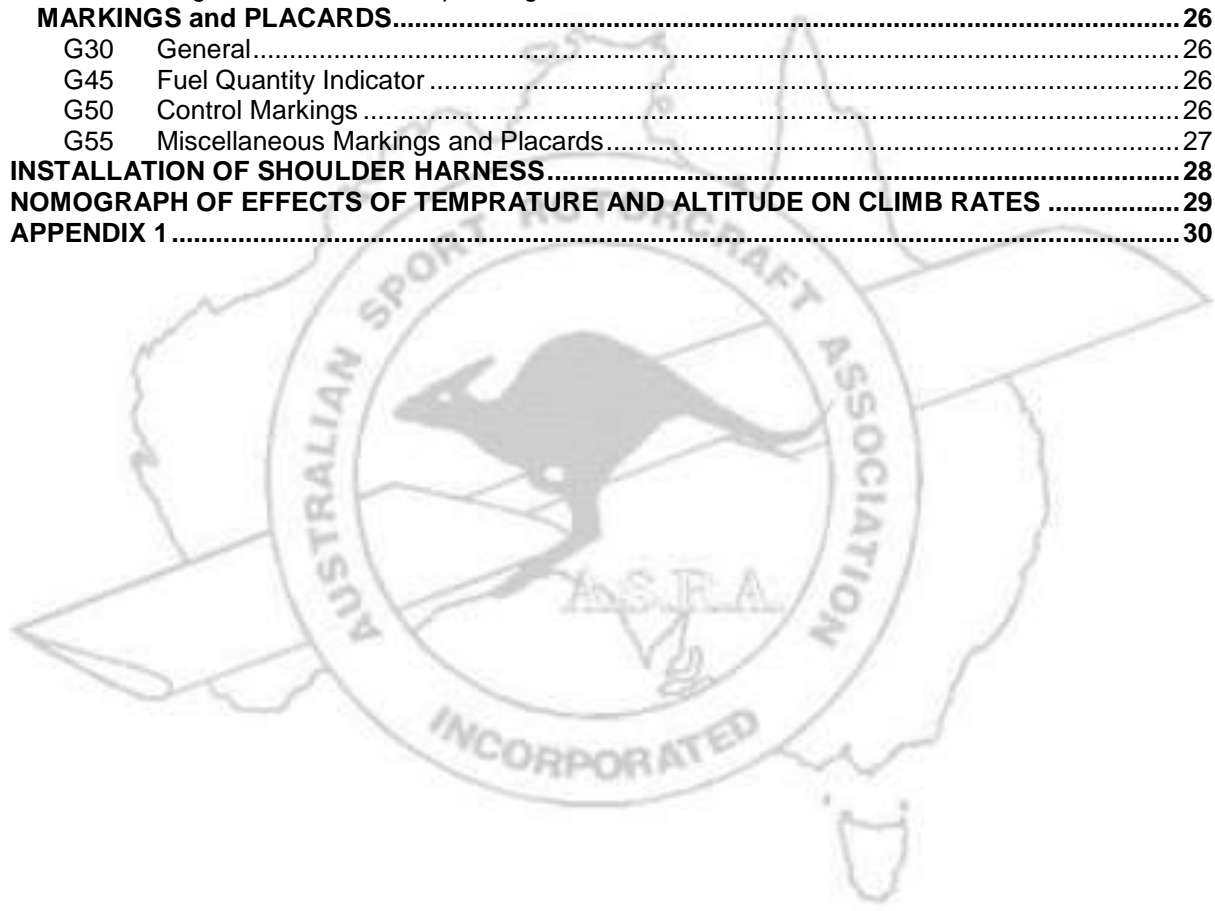 MARKINGS and PLACARDS........................26
G30 General........................26
G45 Fuel Quantity Indicator........................26
G50 Control Markings........................26
G55 Miscellaneous Markings and Placards........................27
INSTALLATION OF SHOULDER HARNESS........................28
NOMOGRAPH OF EFFECTS OF TEMPRATURE AND ALTITUDE ON CLIMB RATES........................29
APPENDIX 1........................30
AUSTRALIAN SPORT ROTORCRAFT ASSOCIATION
A.S.R.A.
INCORPORATED